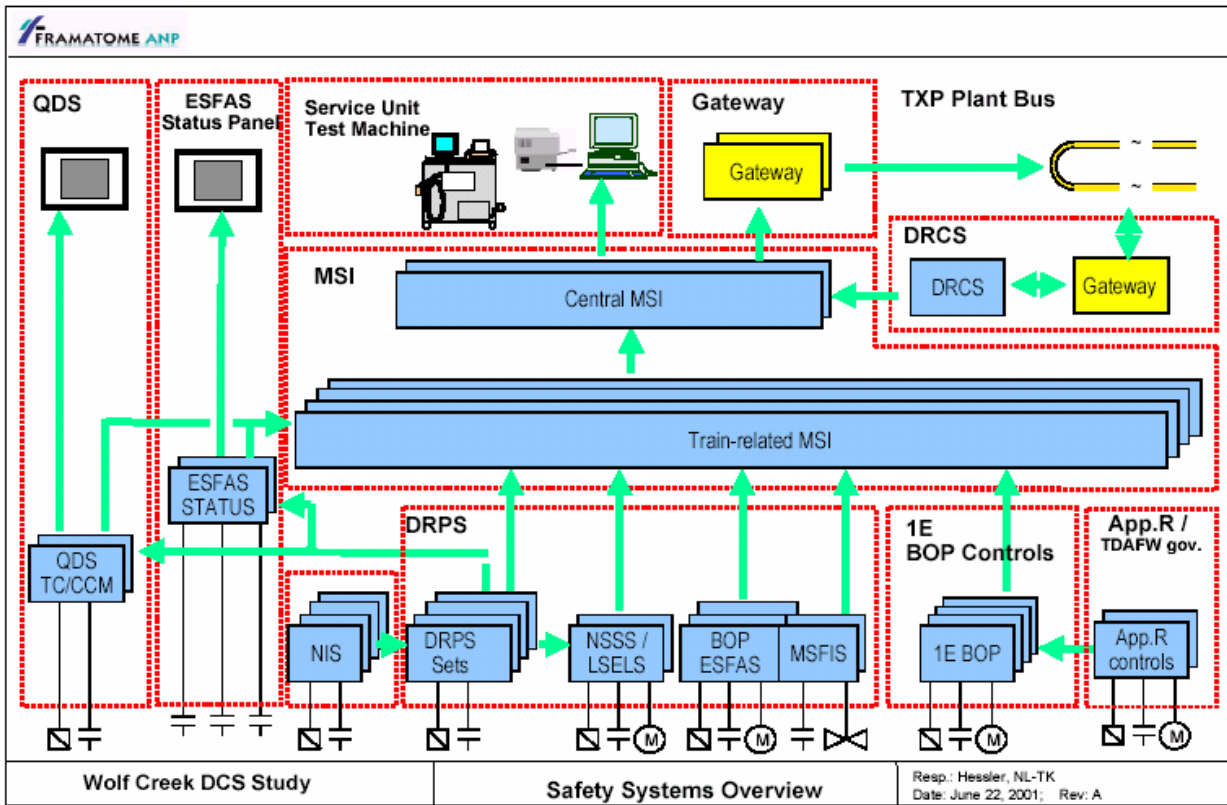 FRAMATOME ANP
QDS
ESFAS
Status Panel
Service Unit
Test Machine
Gateway
Gateway
TXP Plant Bus
~
~
DRCS
DRCS
Gateway
MSI
Central MSI
Train-related MSI
ESFAS
STATUS
QDS
TC/CCM
DRPS
1E
BOP Controls
App.R /
TDAFW gov.
NIS
DRPS
Sets
NSSS /
LSELS
BOP
ESFAS
MSFIS
1E BOP
App.R
controls
M
M
M
M
Wolf Creek DCS Study
Safety Systems Overview
Resp.: Hessler, NL-TK
Date: June 22, 2001; Rev: A